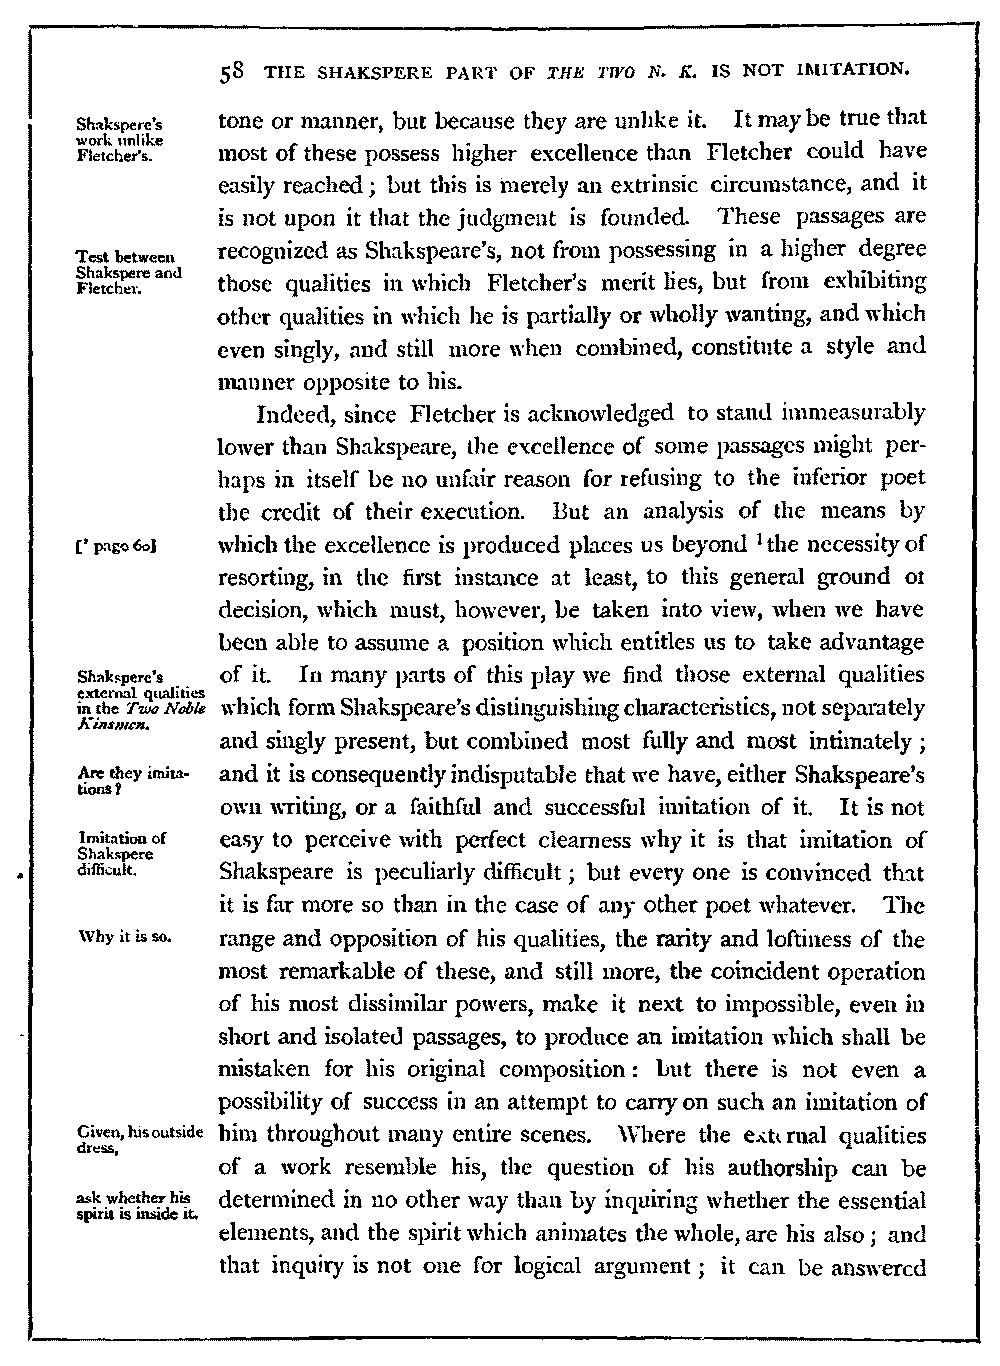 58 THE SHAKSPERE PART OF THE TWO N. K. IS NOT IMITATION.
Shakspere's
work unlike
Fletcher's.
tone or manner, but because they are unlike it. It may be true that
most of these possess higher excellence than Fletcher could have
easily reached; but this is merely an extrinsic circumstance, and it
is not upon it that the judgment is founded. These passages are
Test between
Shakspere and
Fletcher.
recognized as Shakspeare's, not from possessing in a higher degree
those qualities in which Fletcher's merit lies, but from exhibiting
other qualities in which he is partially or wholly wanting, and which
even singly, and still more when combined, constitute a style and
manner opposite to his.
Indeed, since Fletcher is acknowledged to stand immeasurably
lower than Shakspeare, the excellence of some passages might per-
haps in itself be no unfair reason for refusing to the inferior poet
the credit of their execution. But an analysis of the means by
[' page 60]
which the excellence is produced places us beyond ¹the necessity of
resorting, in the first instance at least, to this general ground of
decision, which must, however, be taken into view, when we have
been able to assume a position which entitles us to take advantage
Shakspere's
external qualities
in the Two Noble
Kinsmen.
of it. In many parts of this play we find those external qualities
which form Shakspeare's distinguishing characteristics, not separately
and singly present, but combined most fully and most intimately;
Are they imita-
tions?
and it is consequently indisputable that we have, either Shakspeare's
own writing, or a faithful and successful imitation of it. It is not
Imitation of
Shakspere
difficult.
easy to perceive with perfect clearness why it is that imitation of
Shakspeare is peculiarly difficult; but every one is convinced that
it is far more so than in the case of any other poet whatever. The
Why it is so.
range and opposition of his qualities, the rarity and loftiness of the
most remarkable of these, and still more, the coincident operation
of his most dissimilar powers, make it next to impossible, even in
short and isolated passages, to produce an imitation which shall be
mistaken for his original composition: but there is not even a
possibility of success in an attempt to carry on such an imitation of
Given, his outside
dress,
him throughout many entire scenes. Where the external qualities
of a work resemble his, the question of his authorship can be
ask whether his
spirit is inside it.
determined in no other way than by inquiring whether the essential
elements, and the spirit which animates the whole, are his also; and
that inquiry is not one for logical argument; it can be answered